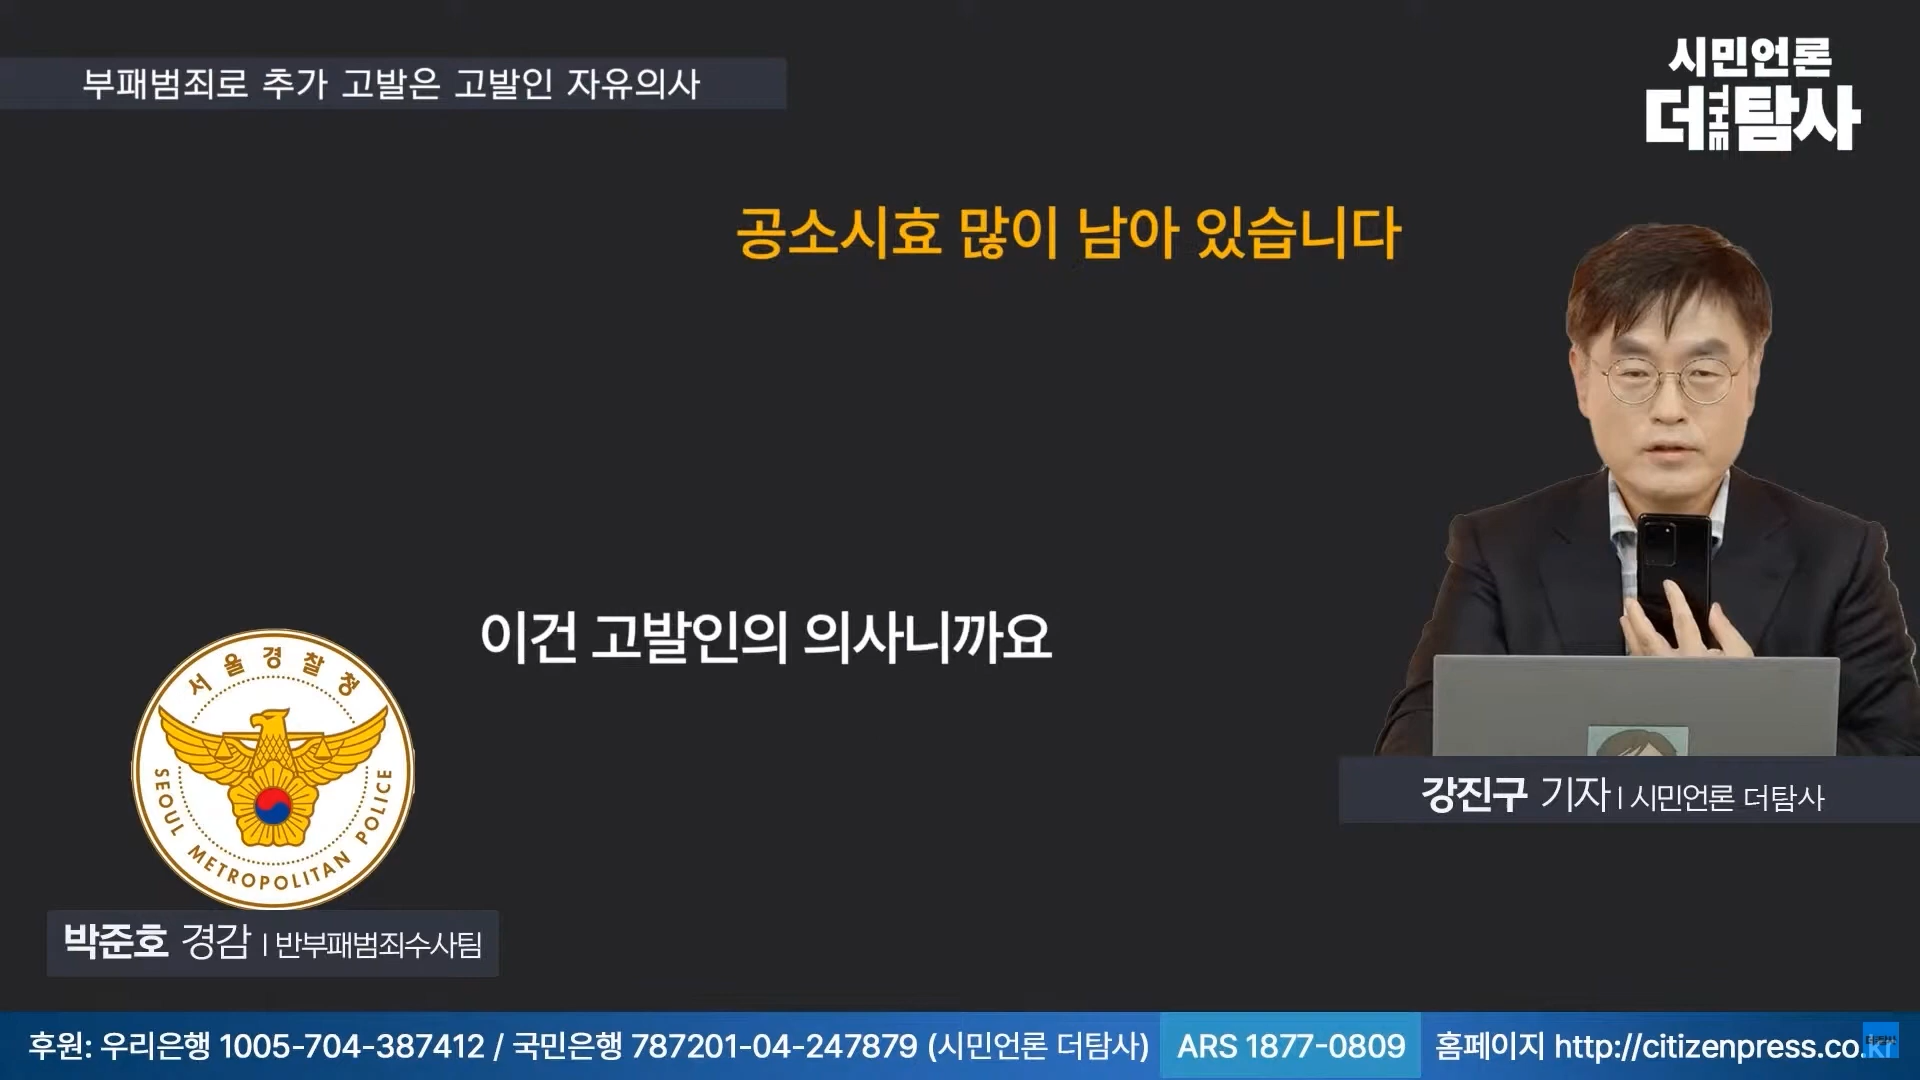 부패범죄로 추가 고발은 고발인 자유의사
시민언론
더탐사
공소시효 많이 남아 있습니다
이건 고발인의 의사니까요
서울경찰청
SEOUL METROPOLITAN POLICE
강진구 기자 | 시민언론 더탐사
박준호 경감 | 반부패범죄수사팀
후원: 우리은행 1005-704-387412 / 국민은행 787201-04-247879 (시민언론 더탐사) ARS 1877-0809 홈페이지 http://citizenpress.co.kr